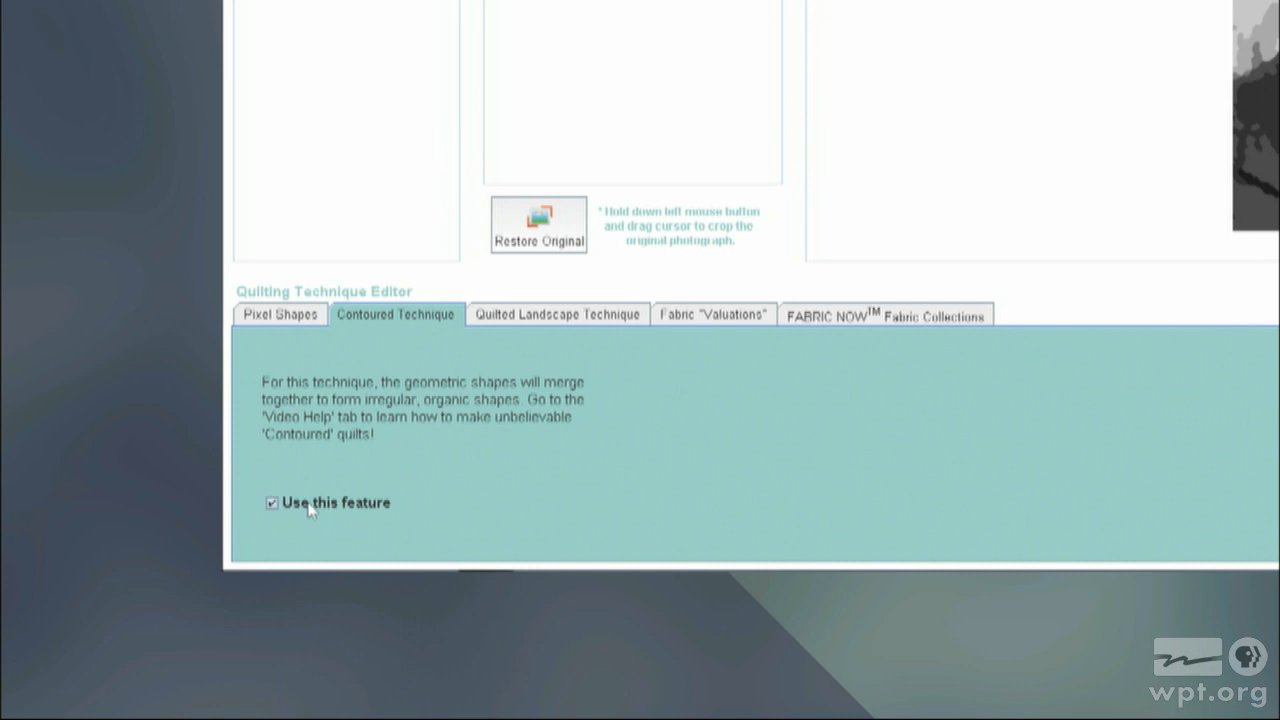 Restore Original
* Hold down left mouse button
and drag cursor to crop the
original photograph.
Quilting Technique Editor
Pixel Shapes
Contoured Technique
Quilted Landscape Technique
Fabric "Valuations"
FABRIC NOW™ Fabric Collections
For this technique, the geometric shapes will merge
together to form irregular, organic shapes. Go to the
'Video Help' tab to learn how to make unbelievable
'Contoured' quilts!
Use this feature
wpt.org